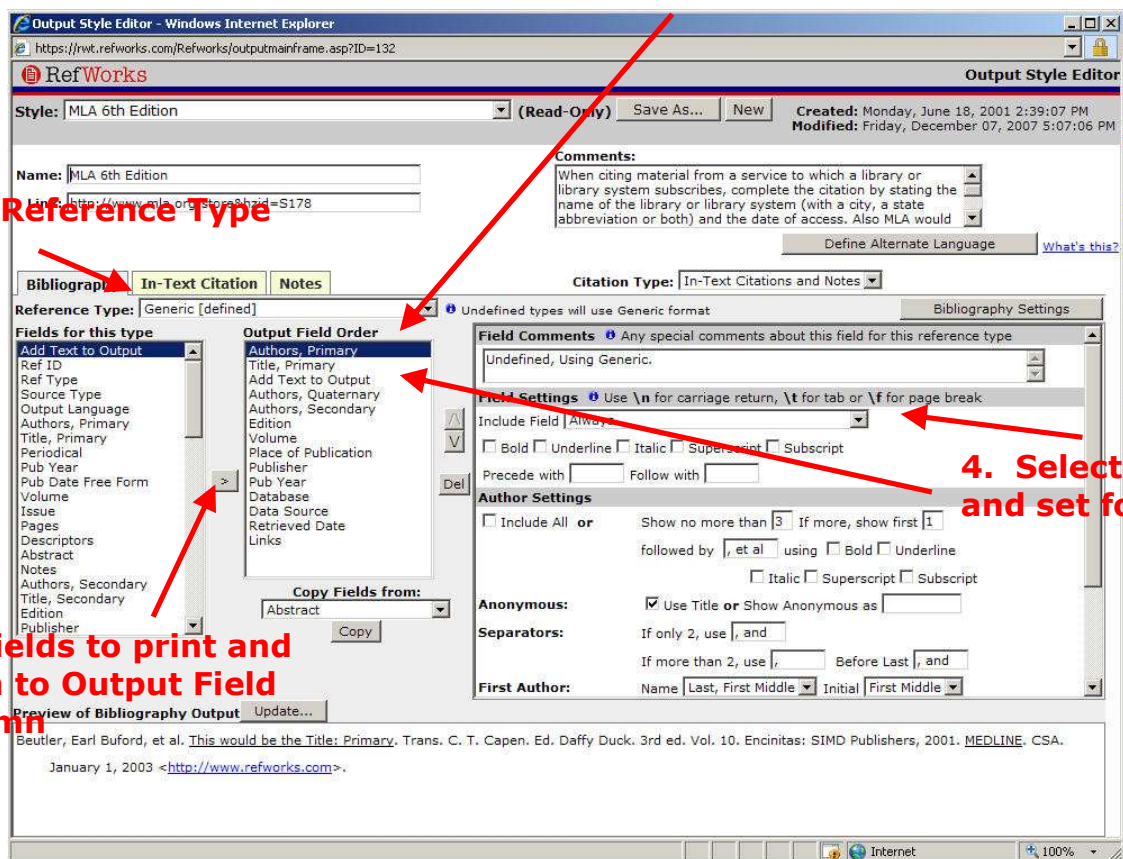 Output Style Editor - Windows Internet Explorer
https://rwt.refworks.com/Refworks/outputmainframe.asp?ID=132
RefWorks
Output Style Editor
Style: MLA 6th Edition (Read-Only) Save As... New
Created: Monday, June 18, 2001 2:39:07 PM
Modified: Friday, December 07, 2007 5:07:06 PM
Name: MLA 6th Edition
Link: http://www.mla.org/store&hzid=S178
Reference Type
Comments:
When citing material from a service to which a library or
library system subscribes, complete the citation by stating the
name of the library or library system (with a city, a state
abbreviation or both) and the date of access. Also MLA would
Define Alternate Language What's this?
Bibliography In-Text Citation Notes
Citation Type: In-Text Citations and Notes
Reference Type: Generic [defined] Undefined types will use Generic format Bibliography Settings
Fields for this type
Add Text to Output
Ref ID
Ref Type
Source Type
Output Language
Authors, Primary
Title, Primary
Periodical
Pub Year
Pub Date Free Form
Volume
Issue
Pages
Descriptors
Abstract
Notes
Authors, Secondary
Title, Secondary
Edition
Publisher
>
Output Field Order
Authors, Primary
Title, Primary
Add Text to Output
Authors, Quaternary
Authors, Secondary
Edition
Volume
Place of Publication
Publisher
Pub Year
Database
Data Source
Retrieved Date
Links
Λ
V
Del
Copy Fields from:
Abstract
Copy
Field Comments Any special comments about this field for this reference type
Undefined, Using Generic.
Field Settings Use \n for carriage return, \t for tab or \f for page break
Include Field Always
Bold Underline Italic Superscript Subscript
Precede with Follow with
4. Select
and set fo
Author Settings
Include All or Show no more than 3 If more, show first 1
followed by , et al using Bold Underline
Italic Superscript Subscript
Anonymous: Use Title or Show Anonymous as
Separators: If only 2, use , and
If more than 2, use , Before Last , and
First Author: Name Last, First Middle Initial First Middle
ields to print and
to Output Field
mn
Preview of Bibliography Output Update...
Beutler, Earl Buford, et al. This would be the Title: Primary. Trans. C. T. Capen. Ed. Daffy Duck. 3rd ed. Vol. 10. Encinitas: SIMD Publishers, 2001. MEDLINE. CSA.
January 1, 2003 <http://www.refworks.com>.
Internet 100%